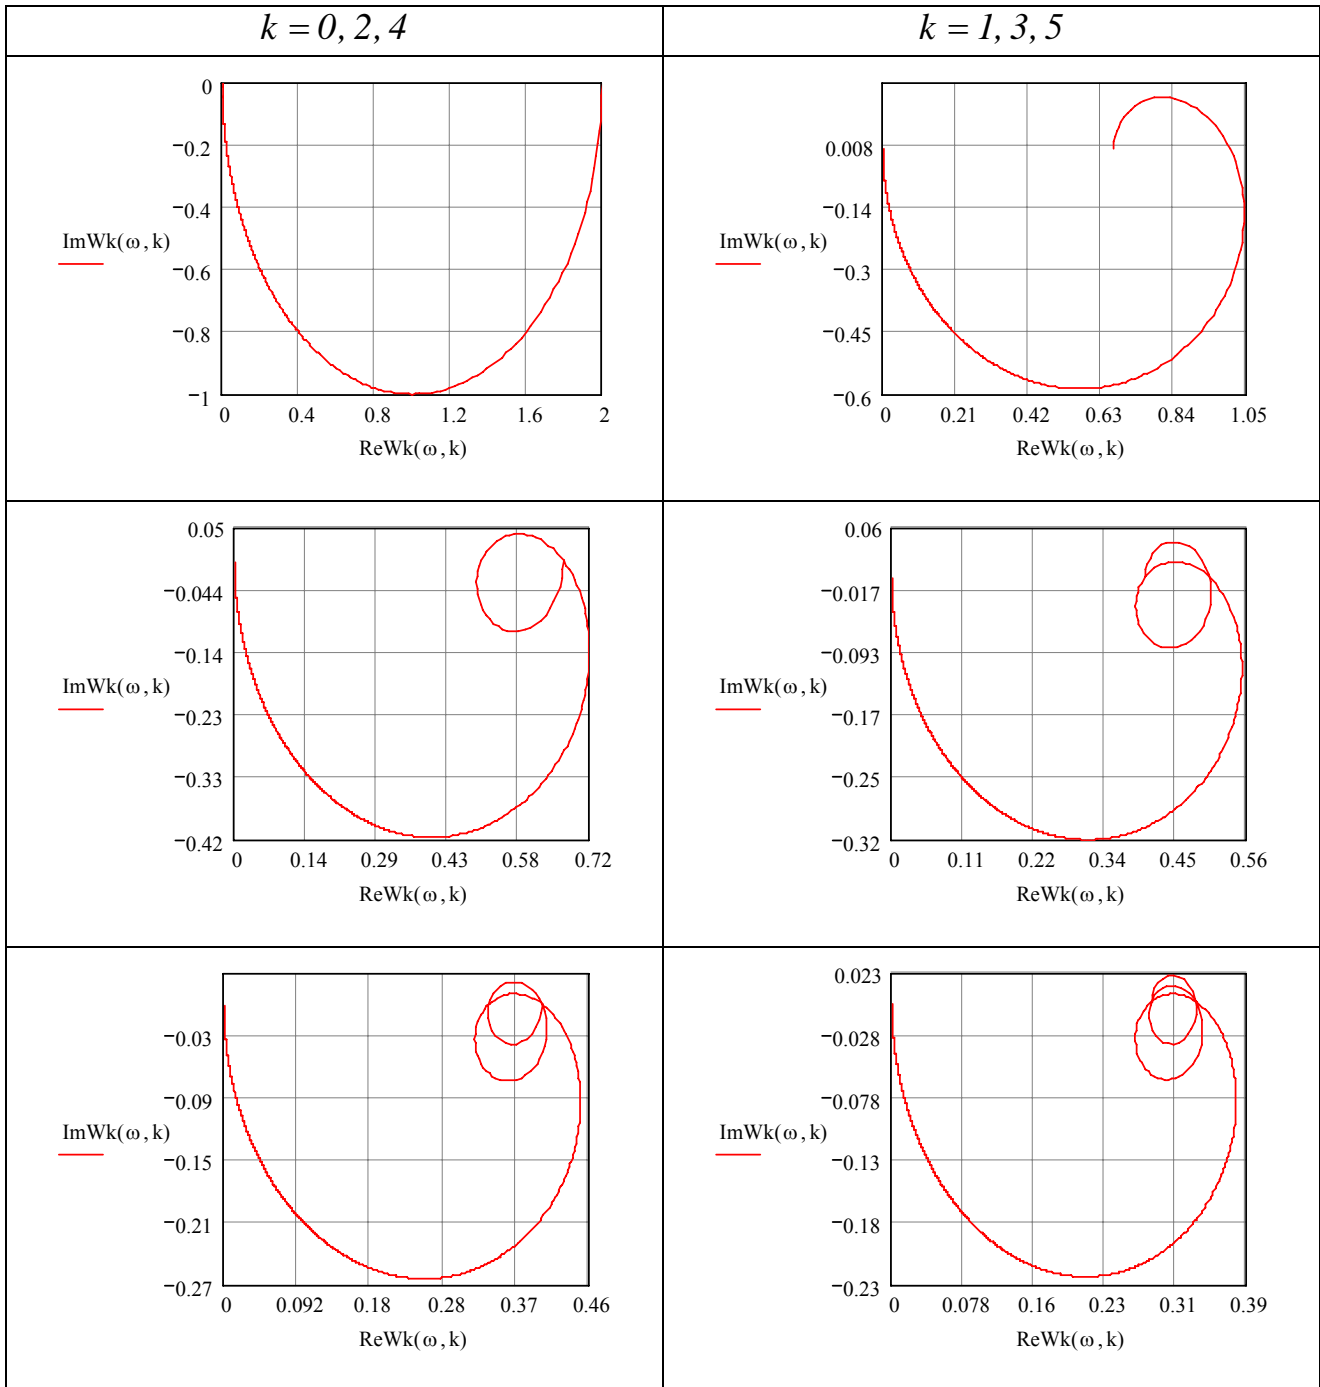 k = 0, 2, 4
k = 1, 3, 5
0
−0.2
−0.4
−0.6
−0.8
−1
ImWk(ω,k)
0 0.4 0.8 1.2 1.6 2
ReWk(ω,k)
0.008
−0.14
−0.3
−0.45
−0.6
ImWk(ω,k)
0 0.21 0.42 0.63 0.84 1.05
ReWk(ω,k)
0.05
−0.044
−0.14
−0.23
−0.33
−0.42
ImWk(ω,k)
0 0.14 0.29 0.43 0.58 0.72
ReWk(ω,k)
0.06
−0.017
−0.093
−0.17
−0.25
−0.32
ImWk(ω,k)
0 0.11 0.22 0.34 0.45 0.56
ReWk(ω,k)
−0.03
−0.09
−0.15
−0.21
−0.27
ImWk(ω,k)
0 0.092 0.18 0.28 0.37 0.46
ReWk(ω,k)
0.023
−0.028
−0.078
−0.13
−0.18
−0.23
ImWk(ω,k)
0 0.078 0.16 0.23 0.31 0.39
ReWk(ω,k)